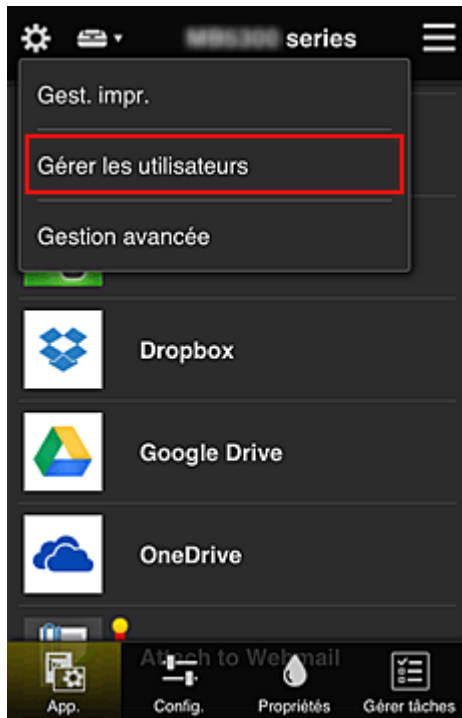 series
Gest. impr.
Gérer les utilisateurs
Gestion avancée
Dropbox
Google Drive
OneDrive
Attach to Webmail
App.
Config.
Propriétés
Gérer tâches